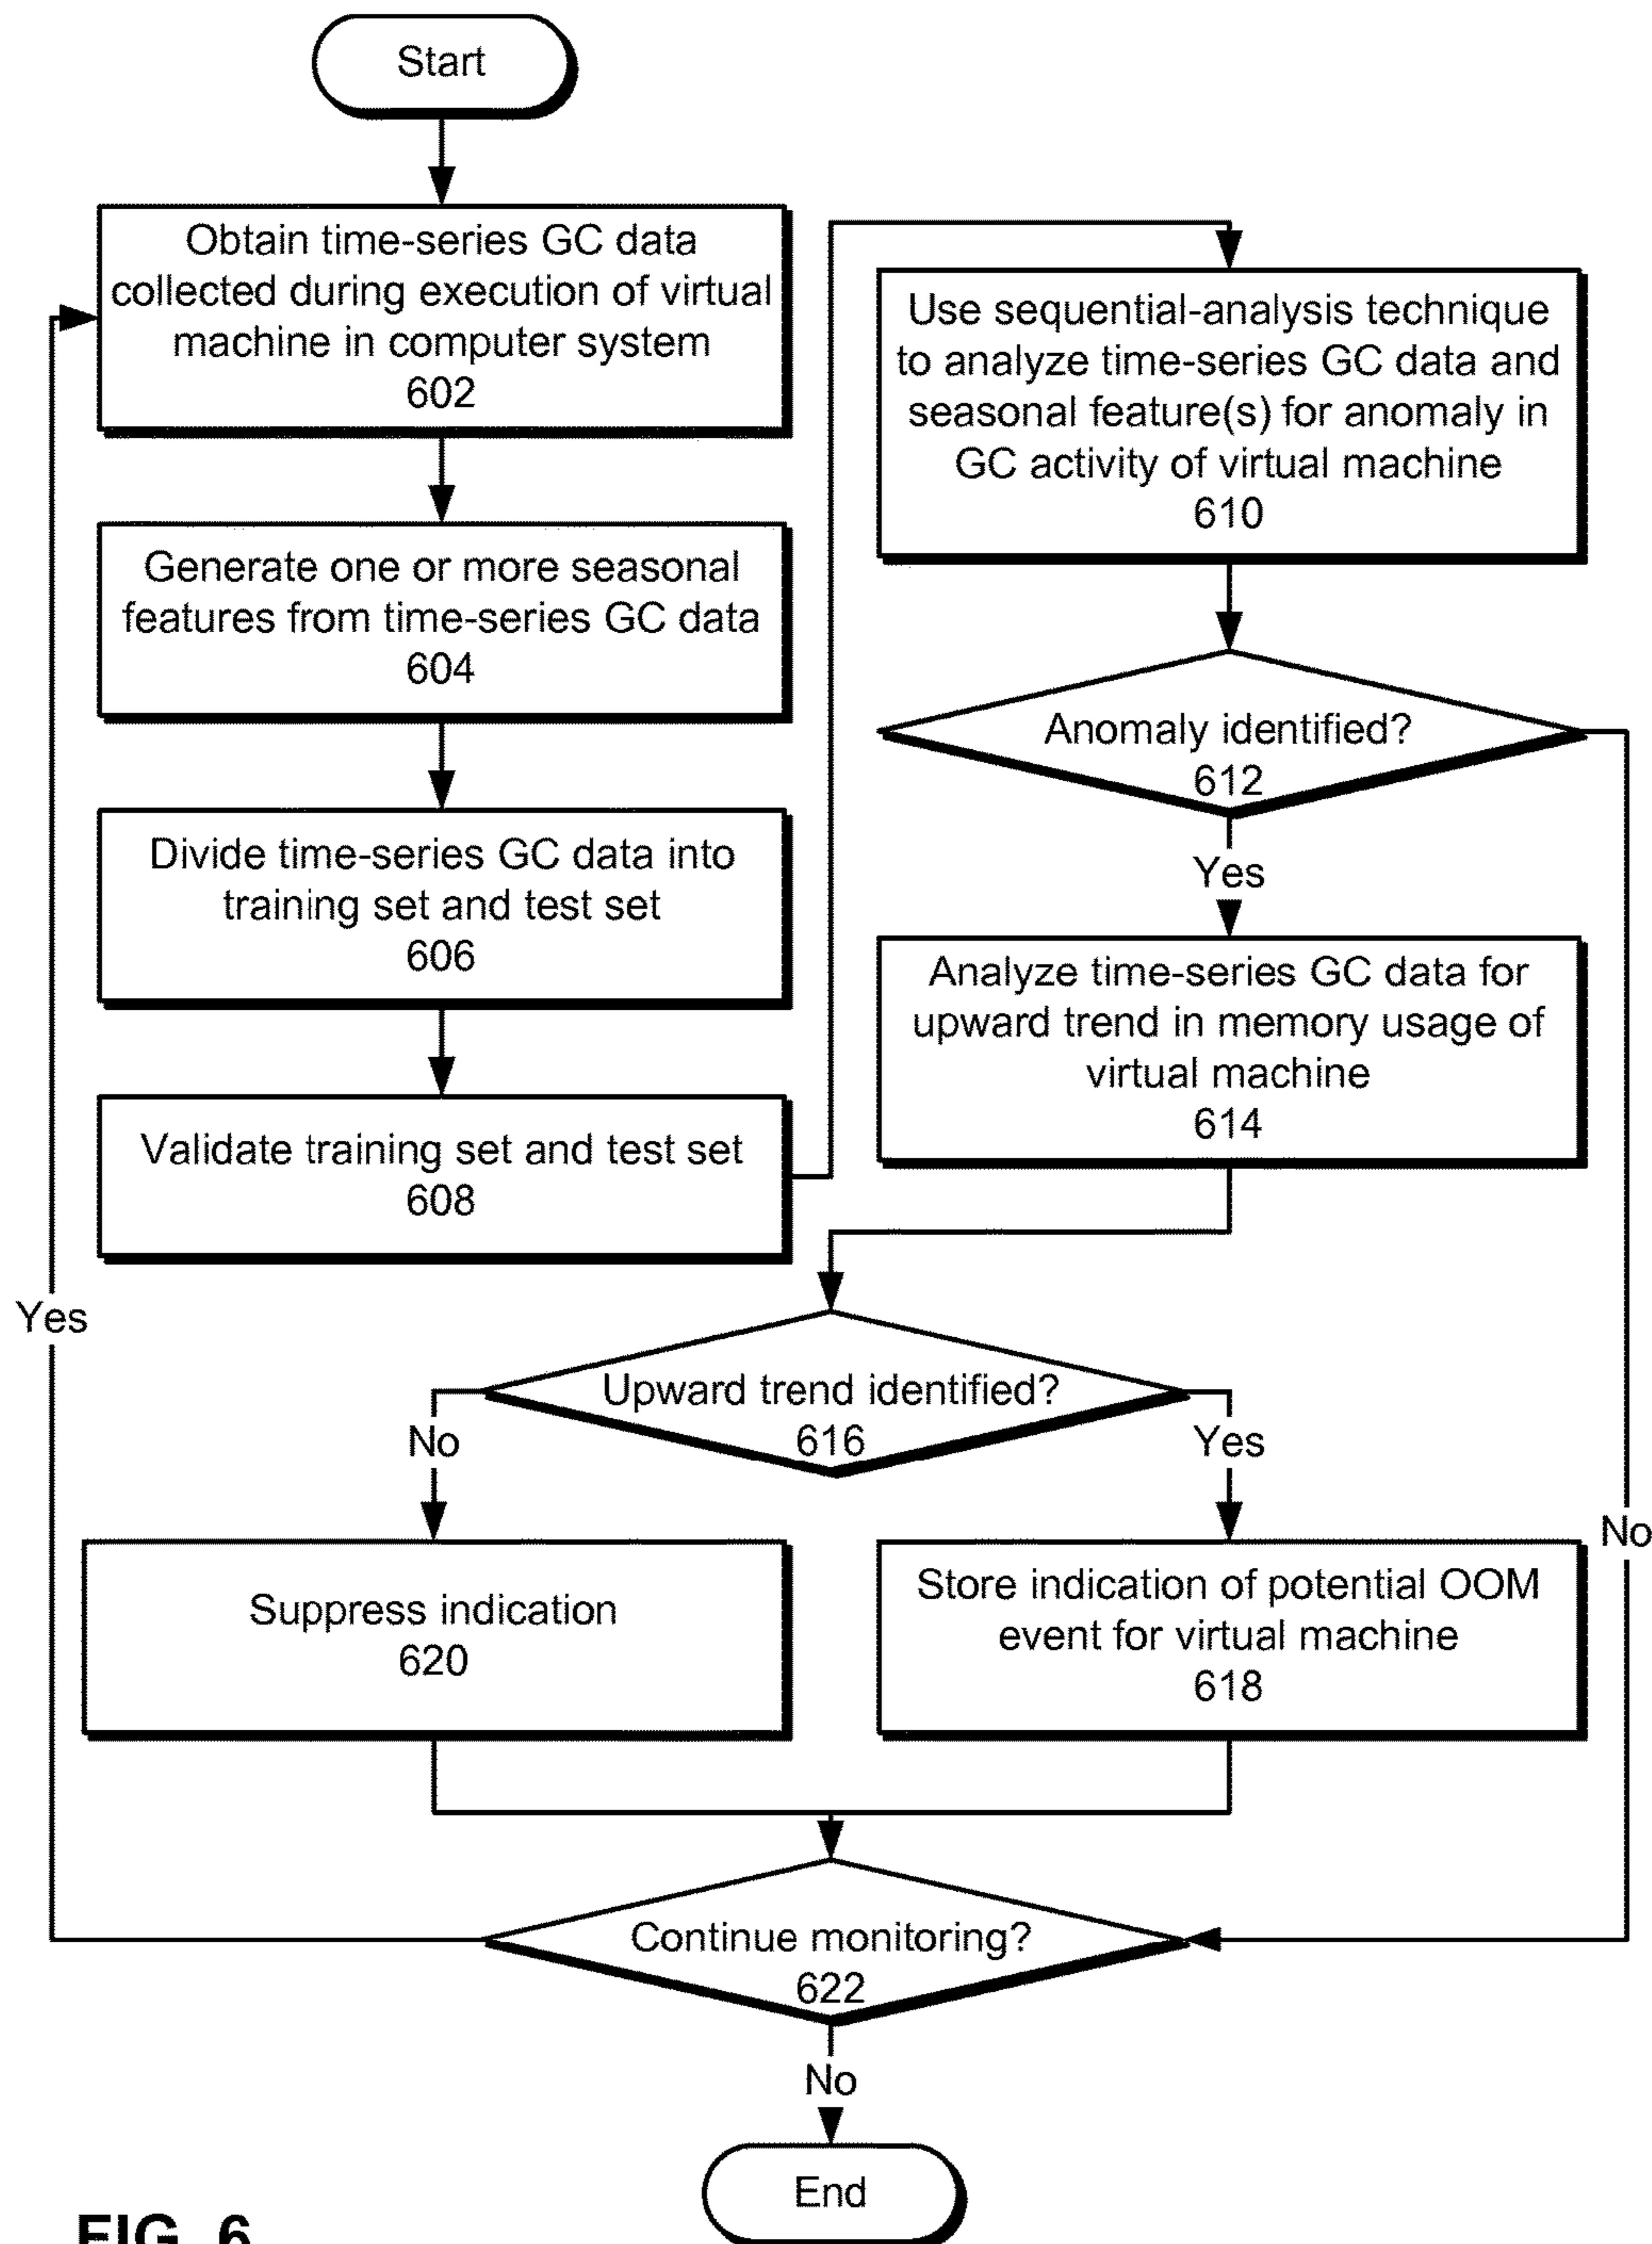 Start
Obtain time-series GC data
collected during execution of virtual
machine in computer system
602
Generate one or more seasonal
features from time-series GC data
604
Divide time-series GC data into
training set and test set
606
Validate training set and test set
608
Use sequential-analysis technique
to analyze time-series GC data and
seasonal feature(s) for anomaly in
GC activity of virtual machine
610
Anomaly identified?
612
Yes
Analyze time-series GC data for
upward trend in memory usage of
virtual machine
614
Yes
Upward trend identified?
616
No
Yes
Suppress indication
620
Store indication of potential OOM
event for virtual machine
618
No
Continue monitoring?
622
No
End
FIG. 6